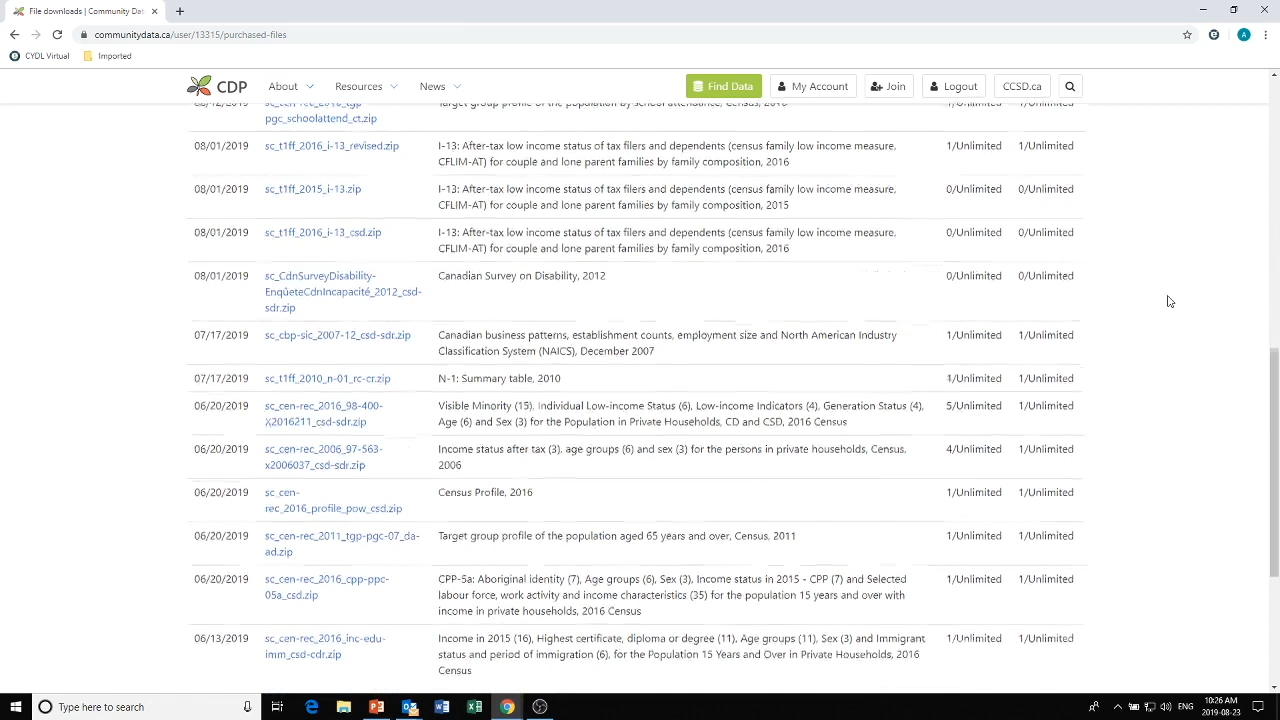 File downloads | Community Dat
communitydata.ca/user/13315/purchased-files
CYDL Virtual
Imported
CDP
About
Resources
News
Find Data
My Account
Join
Logout
CCSD.ca
08/12/2019 sc_cen-rec_2016_tgp- Target group profile of the population by school attendance, Census, 2016 1/Unlimited 1/Unlimited
pgc_schoolattend_ct.zip
08/01/2019 sc_t1ff_2016_i-13_revised.zip I-13: After-tax low income status of tax filers and dependents (census family low income measure, 1/Unlimited 1/Unlimited
CFLIM-AT) for couple and lone parent families by family composition, 2016
08/01/2019 sc_t1ff_2015_i-13.zip I-13: After-tax low income status of tax filers and dependents (census family low income measure, 0/Unlimited 0/Unlimited
CFLIM-AT) for couple and lone parent families by family composition, 2015
08/01/2019 sc_t1ff_2016_i-13_csd.zip I-13: After-tax low income status of tax filers and dependents (census family low income measure, 0/Unlimited 0/Unlimited
CFLIM-AT) for couple and lone parent families by family composition, 2016
08/01/2019 sc_CdnSurveyDisability- Canadian Survey on Disability, 2012 0/Unlimited 0/Unlimited
EnqûeteCdnIncapacité_2012_csd-
sdr.zip
07/17/2019 sc_cbp-sic_2007-12_csd-sdr.zip Canadian business patterns, establishment counts, employment size and North American Industry 1/Unlimited 1/Unlimited
Classification System (NAICS), December 2007
07/17/2019 sc_t1ff_2010_n-01_rc-cr.zip N-1: Summary table, 2010 4/Unlimited 1/Unlimited
06/20/2019 sc_cen-rec_2016_98-400- Visible Minority (15), Individual Low-income Status (6), Low-income Indicators (4), Generation Status (4), 5/Unlimited 1/Unlimited
X2016211_csd-sdr.zip Age (6) and Sex (3) for the Population in Private Households, CD and CSD, 2016 Census
06/20/2019 sc_cen-rec_2006_97-563- Income status after tax (3), age groups (6) and sex (3) for the persons in private households, Census, 4/Unlimited 1/Unlimited
x2006037_csd-sdr.zip 2006
06/20/2019 sc_cen- Census Profile, 2016 1/Unlimited 1/Unlimited
rec_2016_profile_pow_csd.zip
06/20/2019 sc_cen-rec_2011_tgp-pgc-07_da- Target group profile of the population aged 65 years and over, Census, 2011 1/Unlimited 1/Unlimited
ad.zip
06/20/2019 sc_cen-rec_2016_cpp-ppc- CPP-5a: Aboriginal identity (7), Age groups (6), Sex (3), Income status in 2015 - CPP (7) and Selected 1/Unlimited 1/Unlimited
05a_csd.zip labour force, work activity and income characteristics (35) for the population 15 years and over with
income in private households, 2016 Census
06/13/2019 sc_cen-rec_2016_inc-edu- Income in 2015 (16), Highest certificate, diploma or degree (11), Age groups (11), Sex (3) and Immigrant 1/Unlimited 1/Unlimited
imm_csd-cdr.zip status and period of immigration (6), for the Population 15 Years and Over in Private Households, 2016
Census
Type here to search
ENG
10:26 AM
2019-08-23